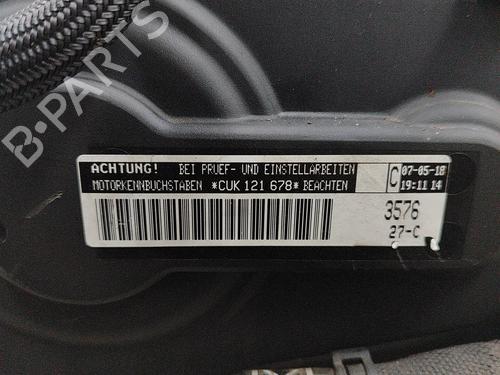 B-PARTS
ACHTUNG! BEI PRUEF- UND EINSTELLARBEITEN
MOTORKENNBUCHSTABEN *CUK 121 678* BEACHTEN
C 07-05-18
19:11 14
3576
27-C